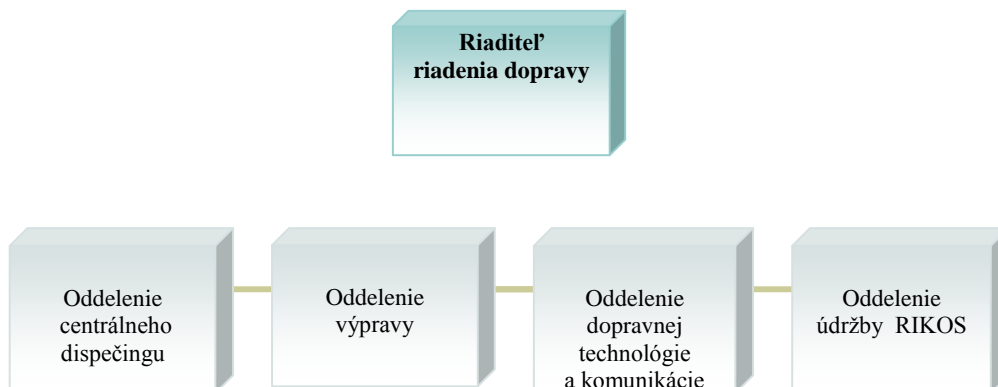 Riaditeľ
riadenia dopravy
Oddelenie
centrálneho
dispečingu
Oddelenie
výpravy
Oddelenie
dopravnej
technológie
a komunikácie
Oddelenie
údržby RIKOS